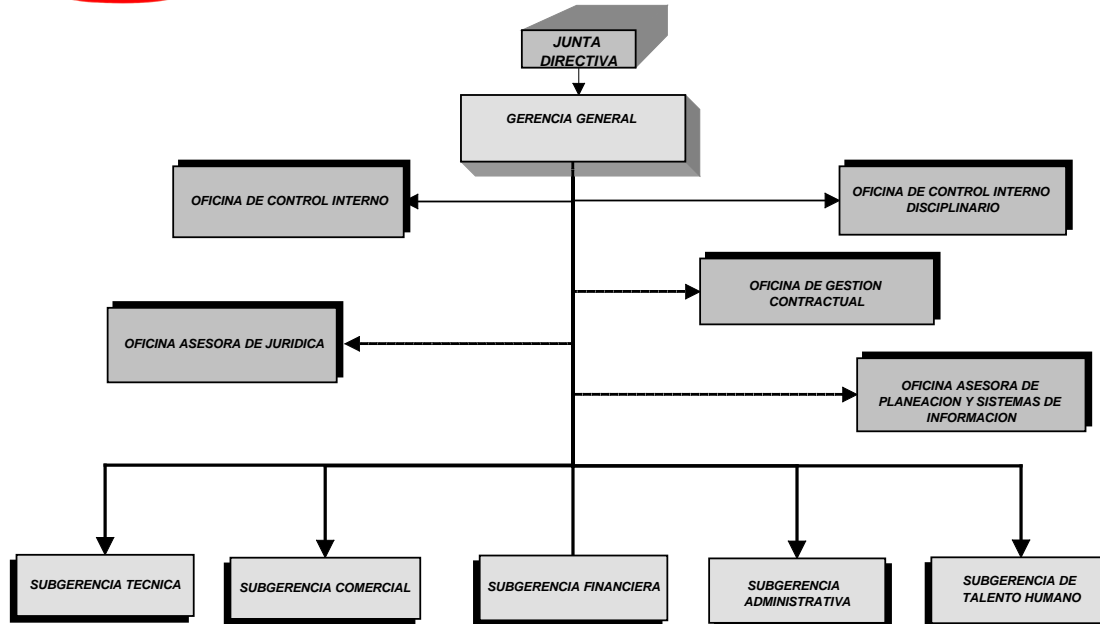 JUNTA
DIRECTIVA
GERENCIA GENERAL
OFICINA DE CONTROL INTERNO
OFICINA DE CONTROL INTERNO
DISCIPLINARIO
OFICINA DE GESTION
CONTRACTUAL
OFICINA ASESORA DE JURIDICA
OFICINA ASESORA DE
PLANEACION Y SISTEMAS DE
INFORMACION
SUBGERENCIA TECNICA
SUBGERENCIA COMERCIAL
SUBGERENCIA FINANCIERA
SUBGERENCIA
ADMINISTRATIVA
SUBGERENCIA DE
TALENTO HUMANO